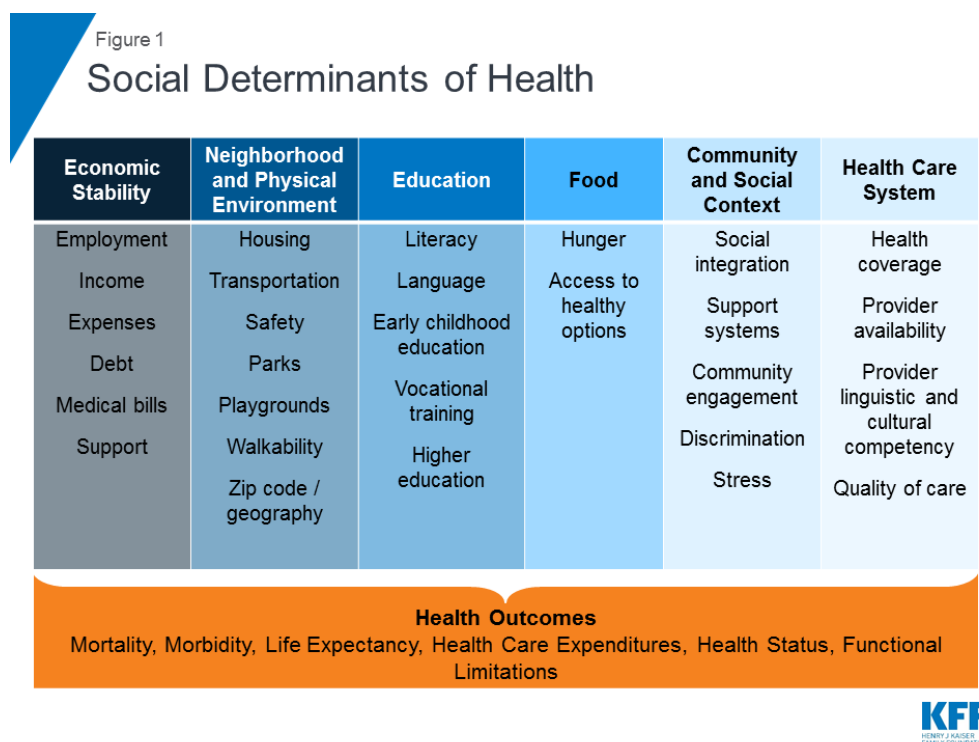 Figure 1
Social Determinants of Health
Economic
Stability
Neighborhood
and Physical
Environment
Education
Food
Community
and Social
Context
Health Care
System
Employment
Income
Expenses
Debt
Medical bills
Support
Housing
Transportation
Safety
Parks
Playgrounds
Walkability
Zip code /
geography
Literacy
Language
Early childhood
education
Vocational
training
Higher
education
Hunger
Access to
healthy
options
Social
integration
Support
systems
Community
engagement
Discrimination
Stress
Health
coverage
Provider
availability
Provider
linguistic and
cultural
competency
Quality of care
Health Outcomes
Mortality, Morbidity, Life Expectancy, Health Care Expenditures, Health Status, Functional
Limitations
KFF
HENRY J KAISER